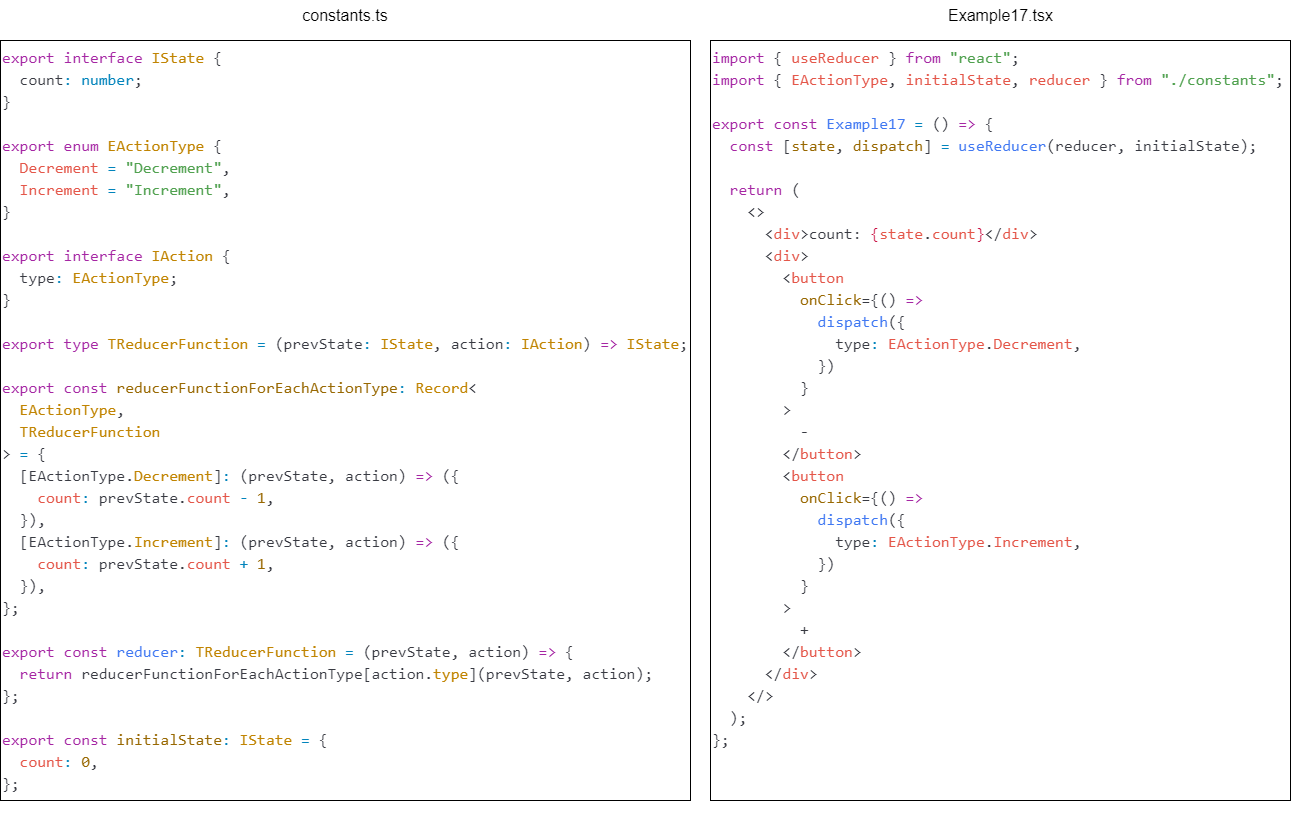 constants.ts
export interface IState {
  count: number;
}

export enum EActionType {
  Decrement = "Decrement",
  Increment = "Increment",
}

export interface IAction {
  type: EActionType;
}

export type TReducerFunction = (prevState: IState, action: IAction) => IState;

export const reducerFunctionForEachActionType: Record<
  EActionType,
  TReducerFunction
> = {
  [EActionType.Decrement]: (prevState, action) => ({
    count: prevState.count - 1,
  }),
  [EActionType.Increment]: (prevState, action) => ({
    count: prevState.count + 1,
  }),
};

export const reducer: TReducerFunction = (prevState, action) => {
  return reducerFunctionForEachActionType[action.type](prevState, action);
};

export const initialState: IState = {
  count: 0,
};

Example17.tsx
import { useReducer } from "react";
import { EActionType, initialState, reducer } from "./constants";

export const Example17 = () => {
  const [state, dispatch] = useReducer(reducer, initialState);

  return (
    <>
      <div>count: {state.count}</div>
      <div>
        <button
          onClick={() =>
            dispatch({
              type: EActionType.Decrement,
            })
          }
        >
          -
        </button>
        <button
          onClick={() =>
            dispatch({
              type: EActionType.Increment,
            })
          }
        >
          +
        </button>
      </div>
    </>
  );
};